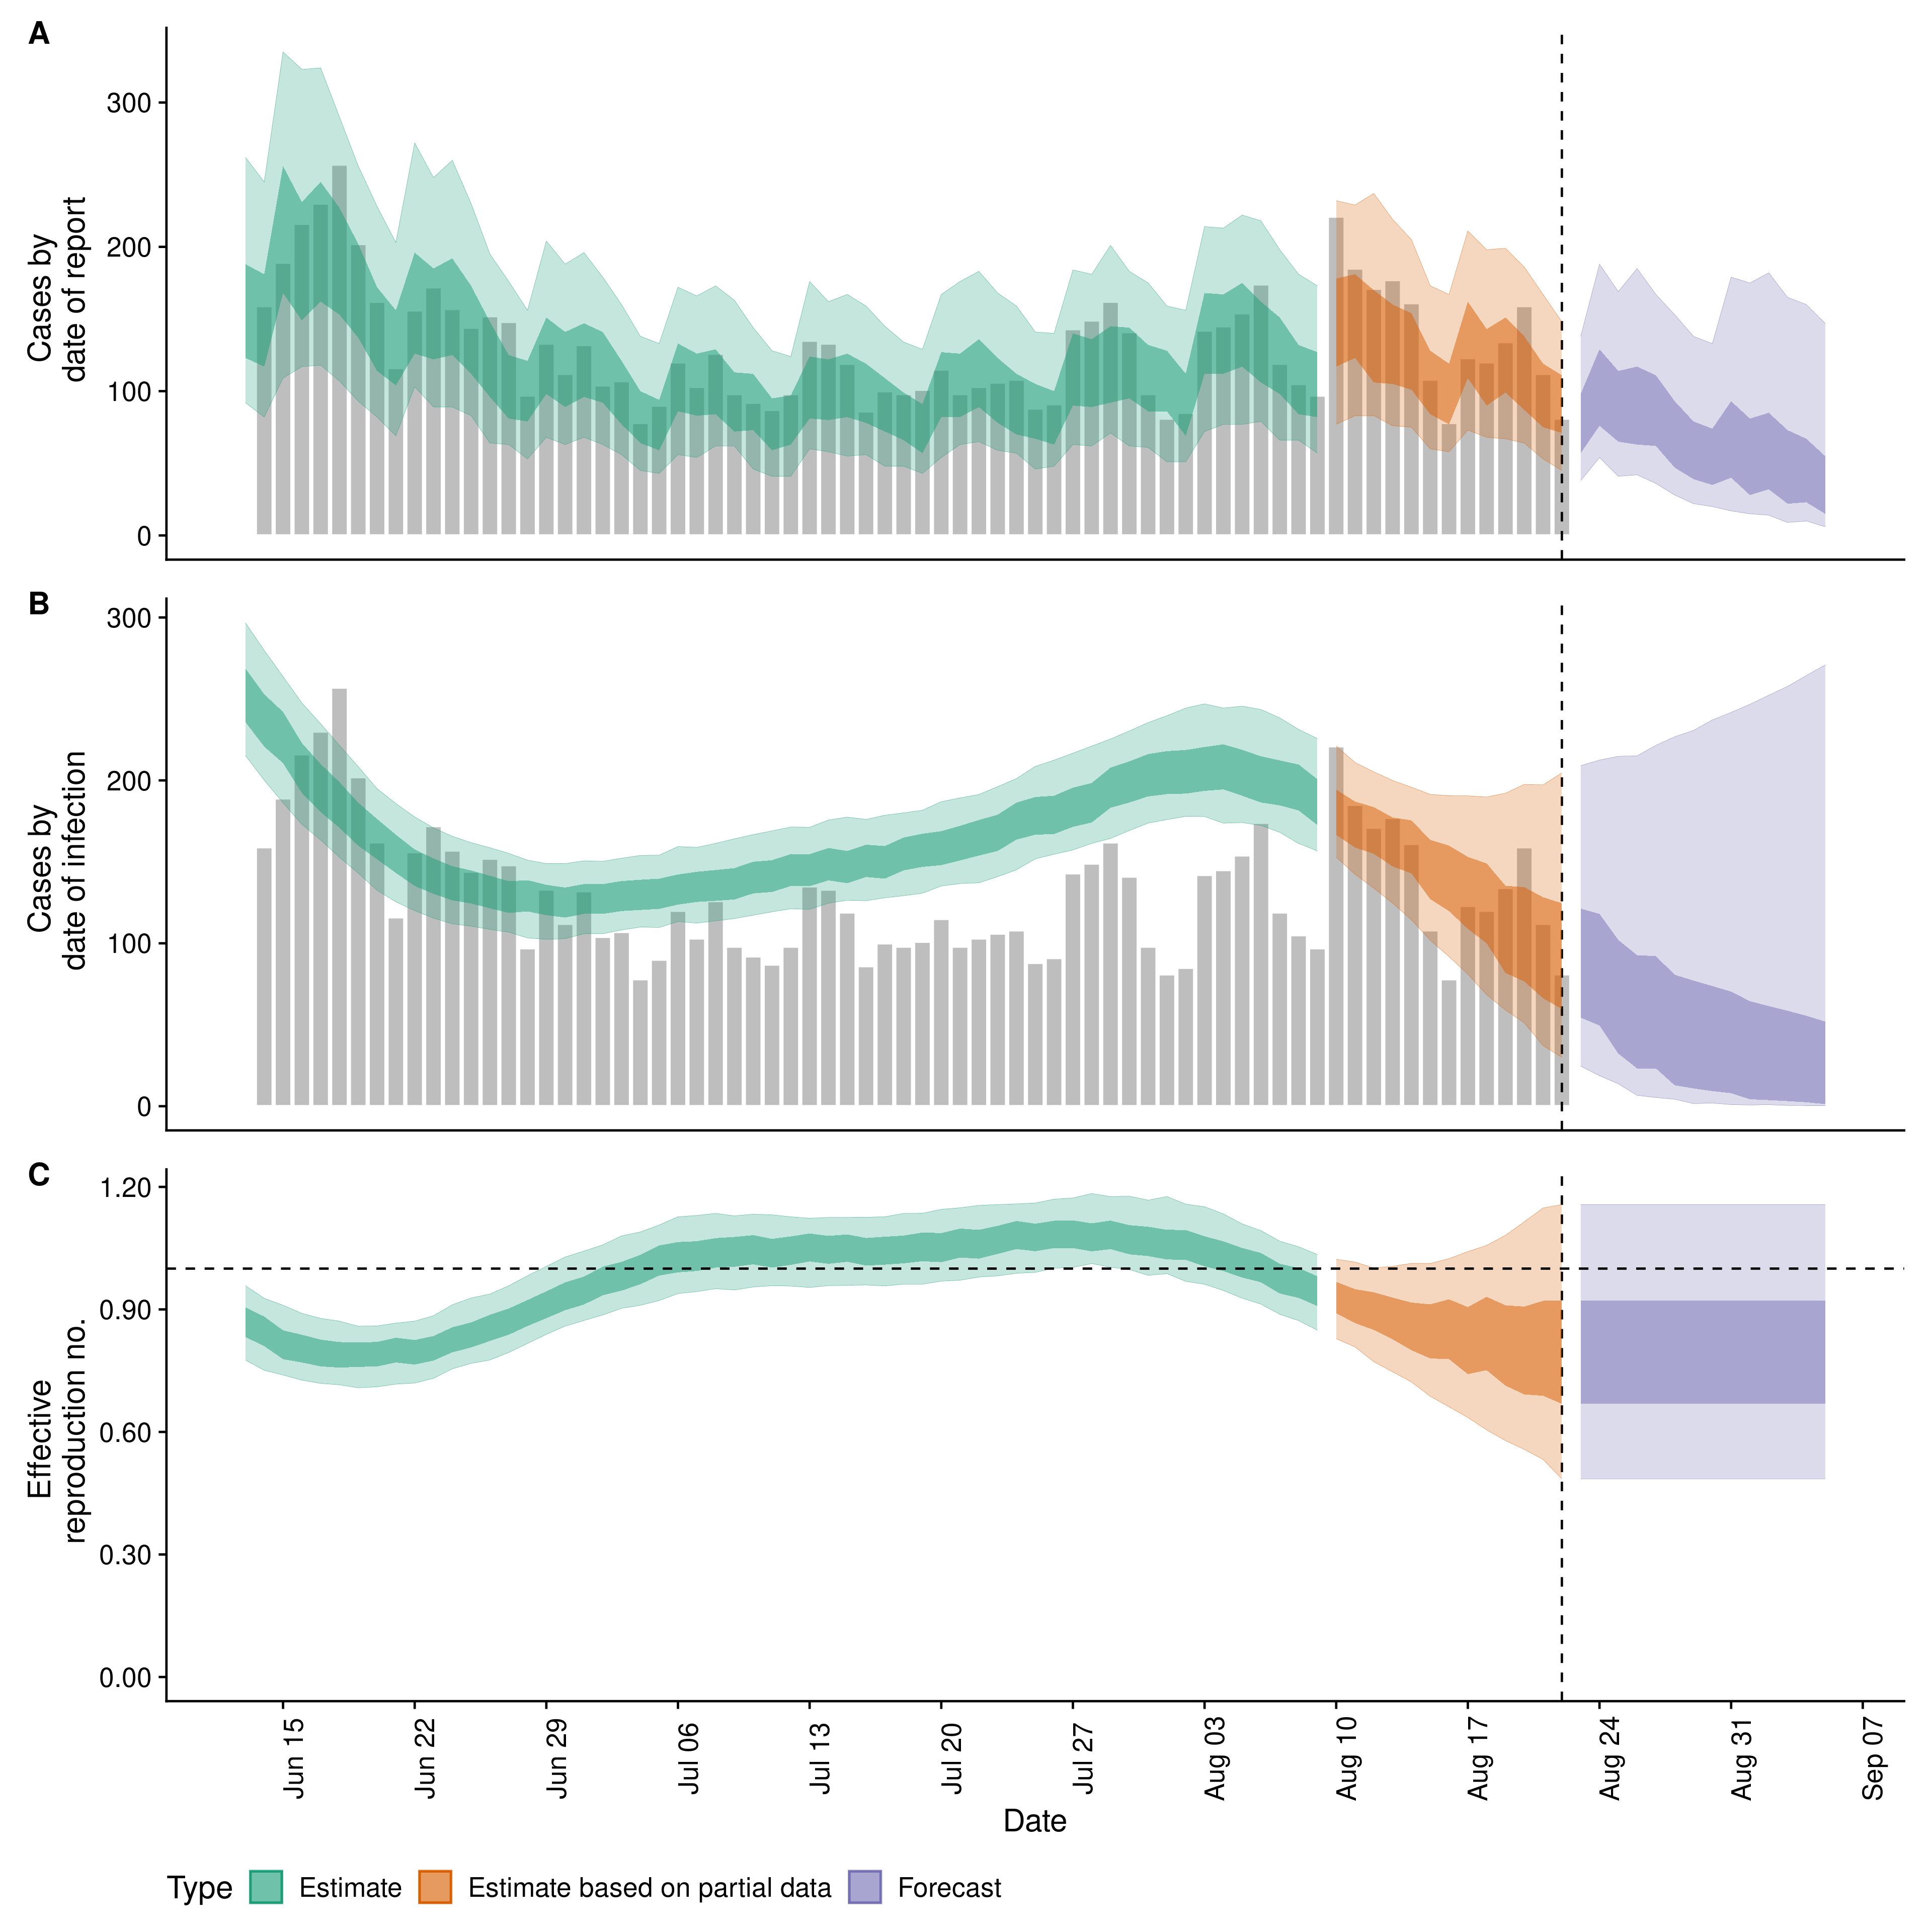 A
Cases by
date of report
300
200
100
0
B
Cases by
date of infection
300
200
100
0
C
Effective
reproduction no.
1.20
0.90
0.60
0.30
0.00
Jun 15
Jun 22
Jun 29
Jul 06
Jul 13
Jul 20
Jul 27
Aug 03
Aug 10
Aug 17
Aug 24
Aug 31
Sep 07
Date
Type Estimate Estimate based on partial data Forecast